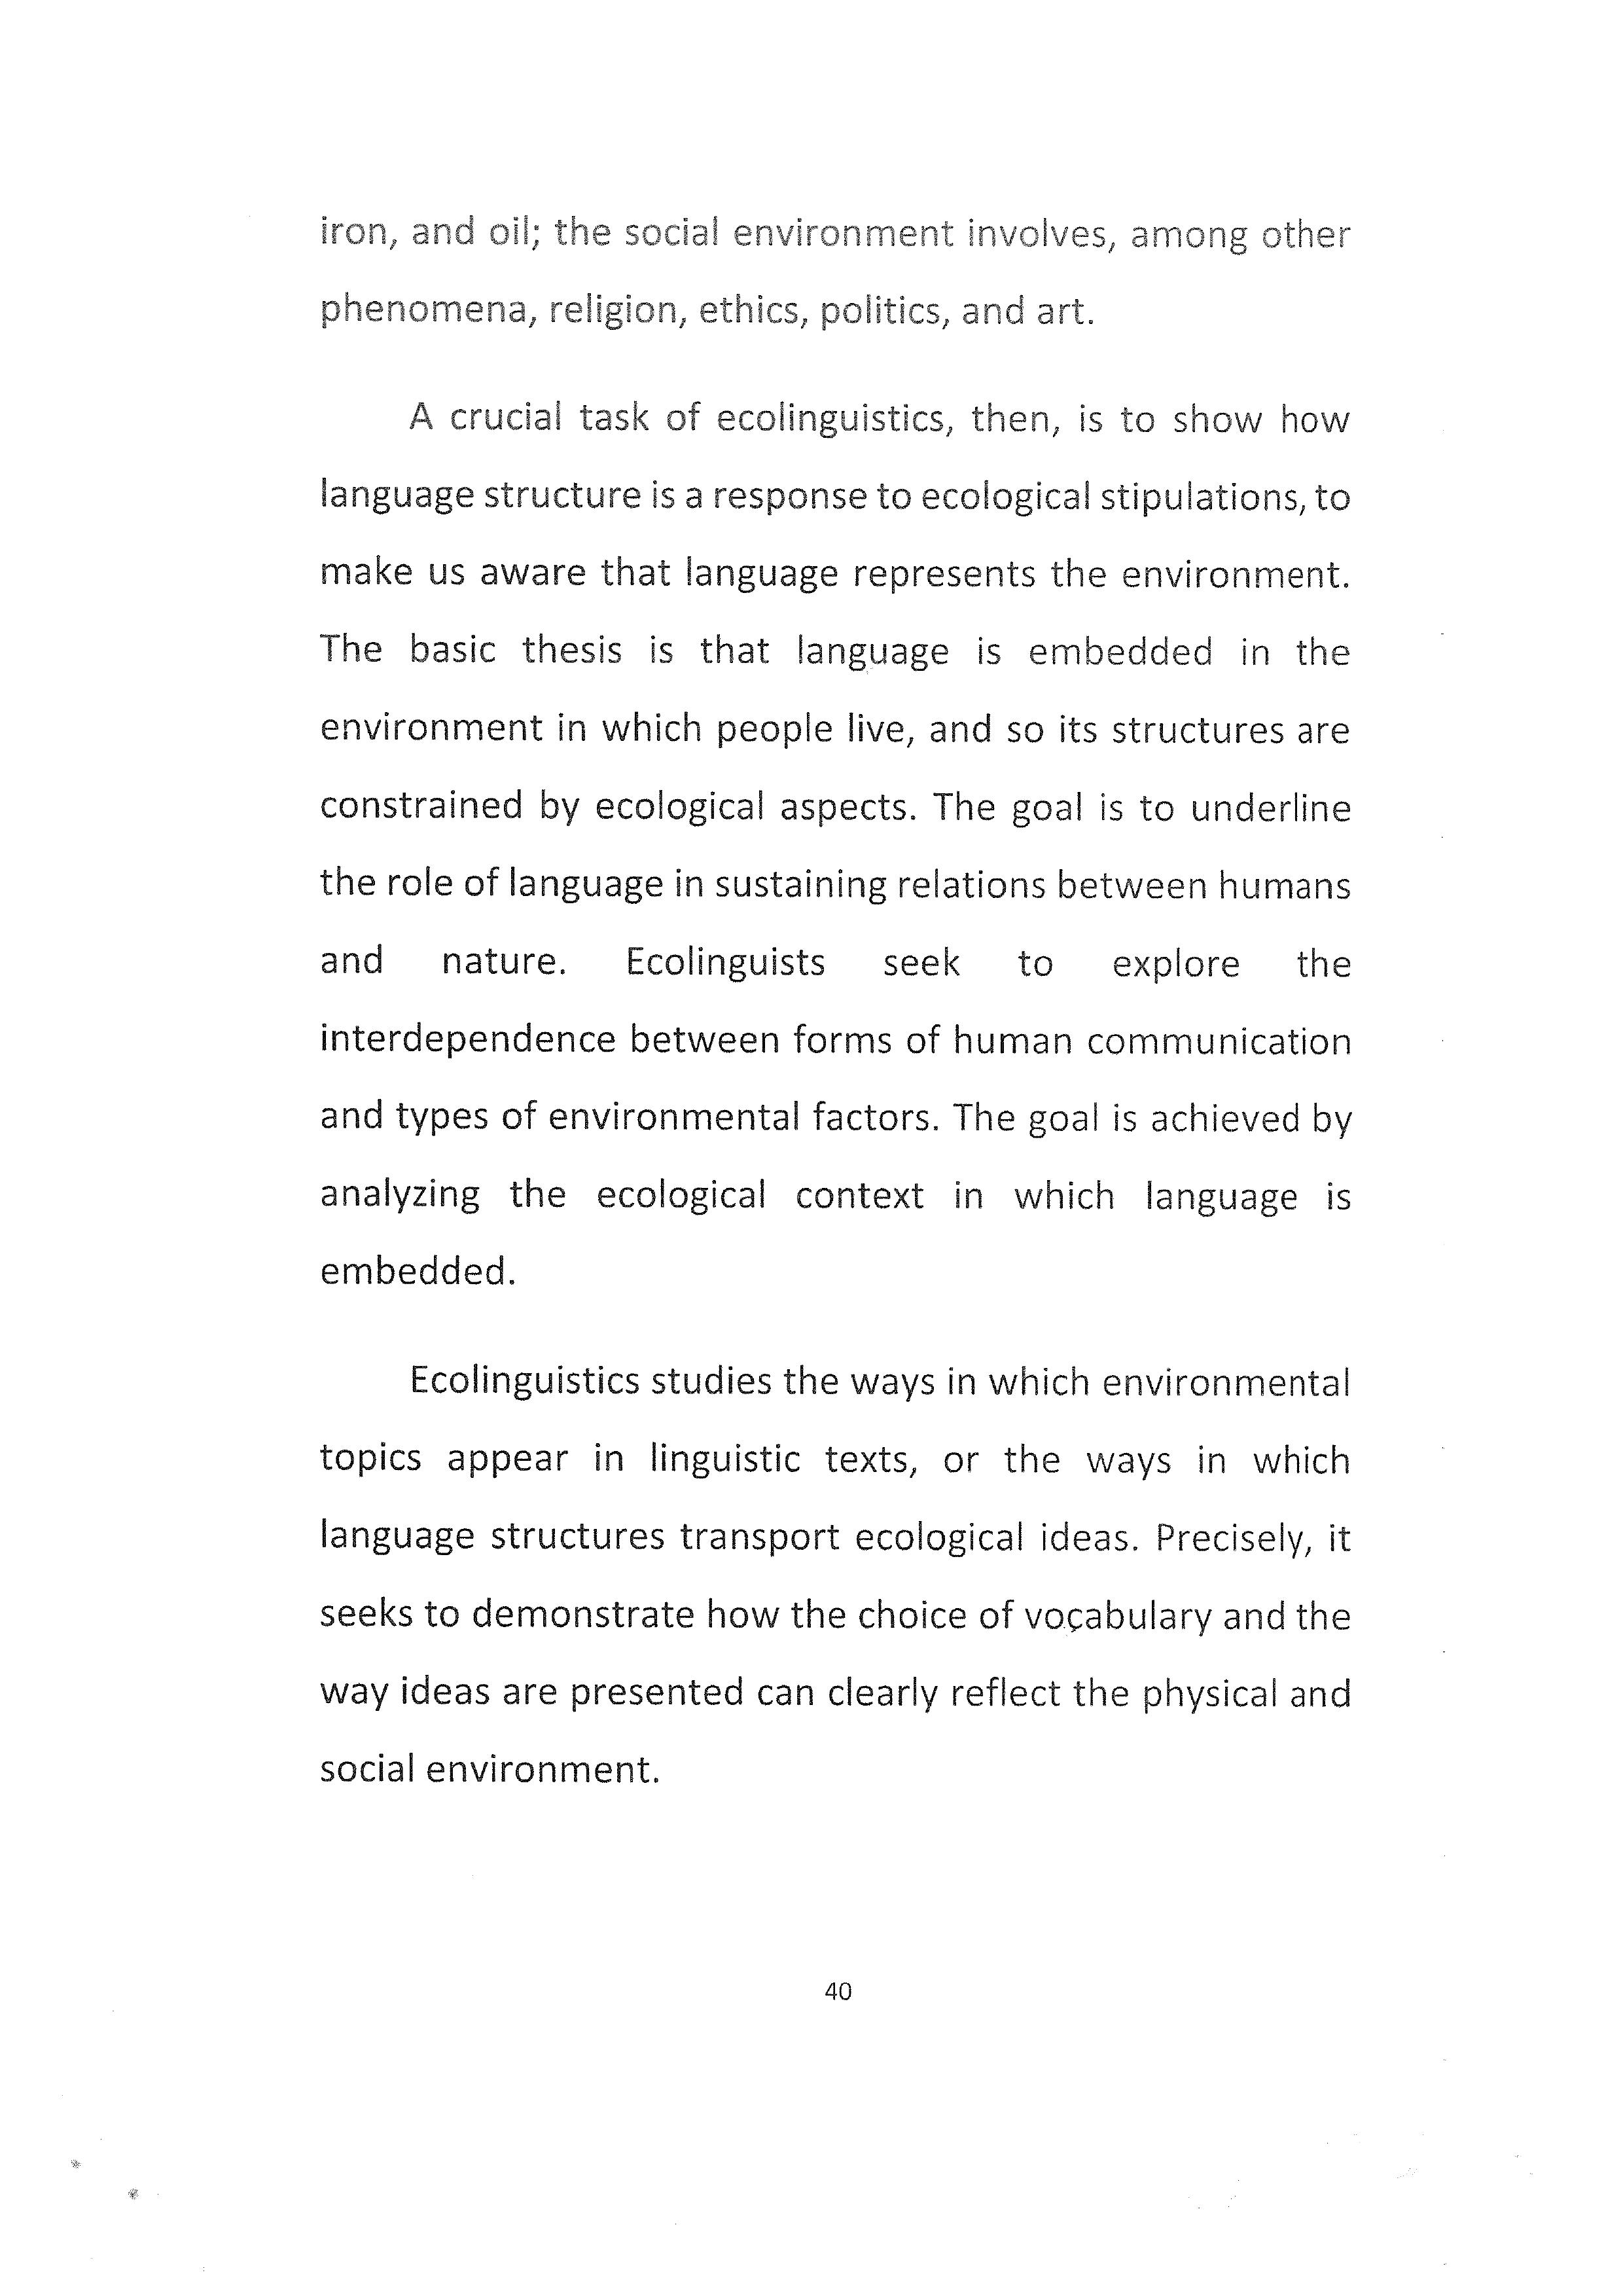 iron, and oil; the social environment involves, among other
phenomena, religion, ethics, politics, and art.
A crucial task of ecolinguistics, then, is to show how
language structure is a response to ecological stipulations, to
make us aware that language represents the environment.
The basic thesis is that language is embedded in the
environment in which people live, and so its structures are
constrained by ecological aspects. The goal is to underline
the role of language in sustaining relations between humans
and nature. Ecolinguists seek to explore the
interdependence between forms of human communication
and types of environmental factors. The goal is achieved by
analyzing the ecological context in which language is
embedded.
Ecolinguistics studies the ways in which environmental
topics appear in linguistic texts, or the ways in which
language structures transport ecological ideas. Precisely, it
seeks to demonstrate how the choice of vocabulary and the
way ideas are presented can clearly reflect the physical and
social environment.
40